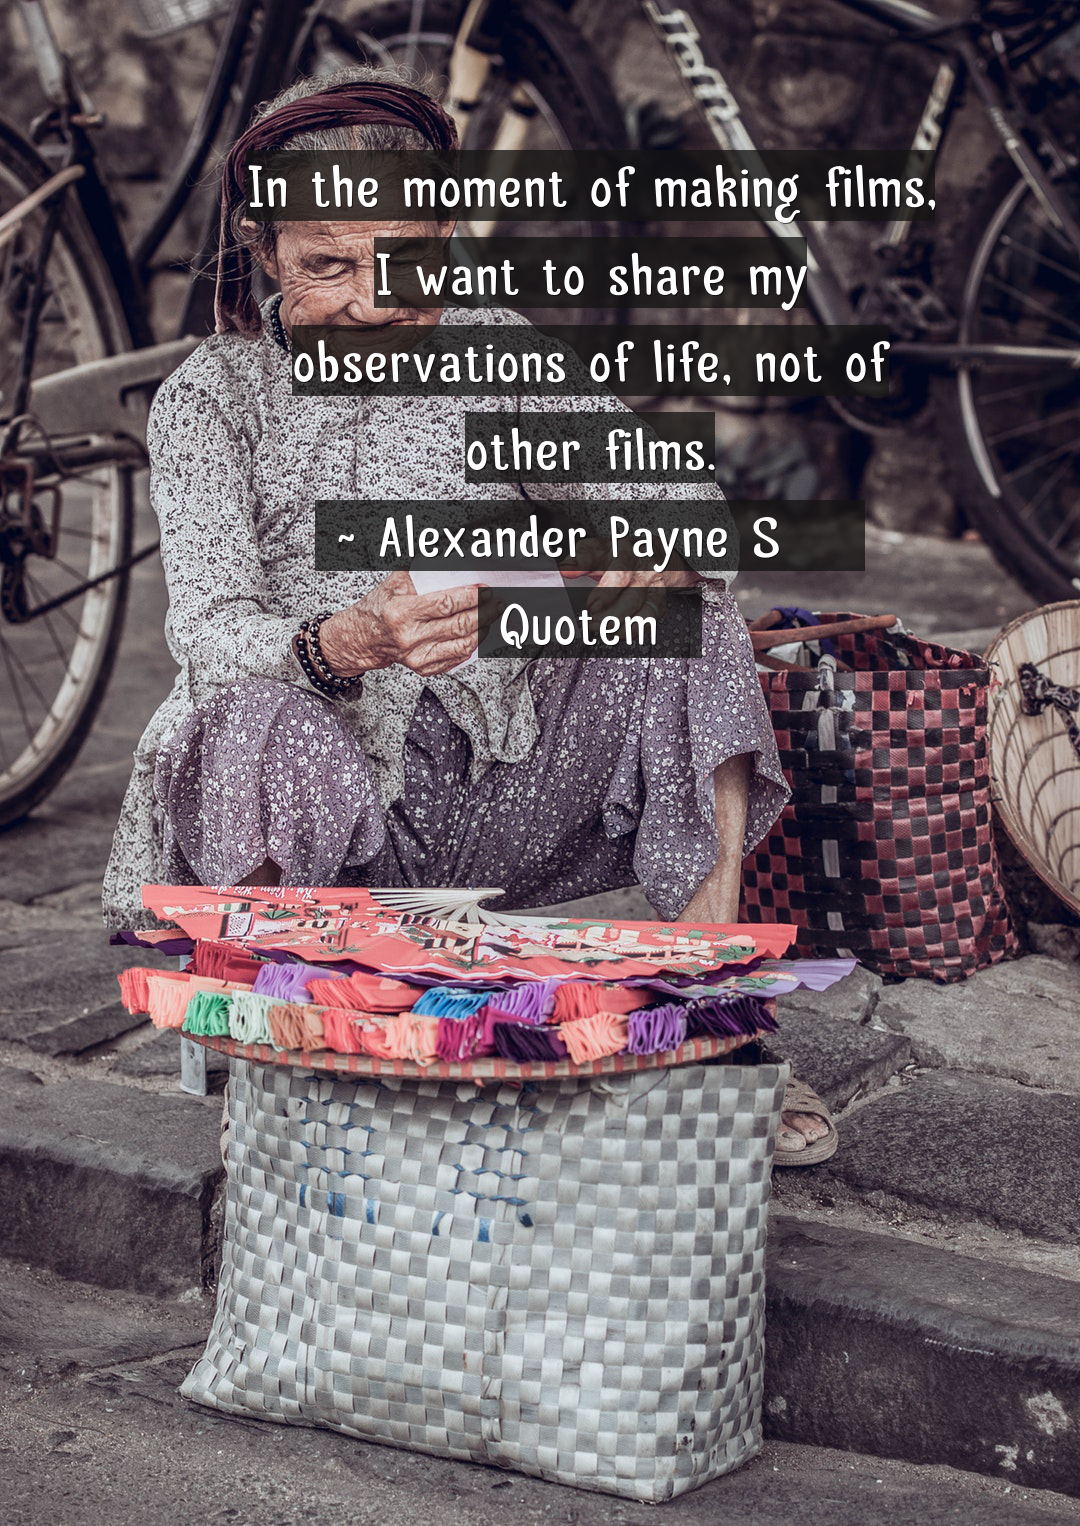 In the moment of making films,
I want to share my
observations of life, not of
other films.
~ Alexander Payne S
Quotem